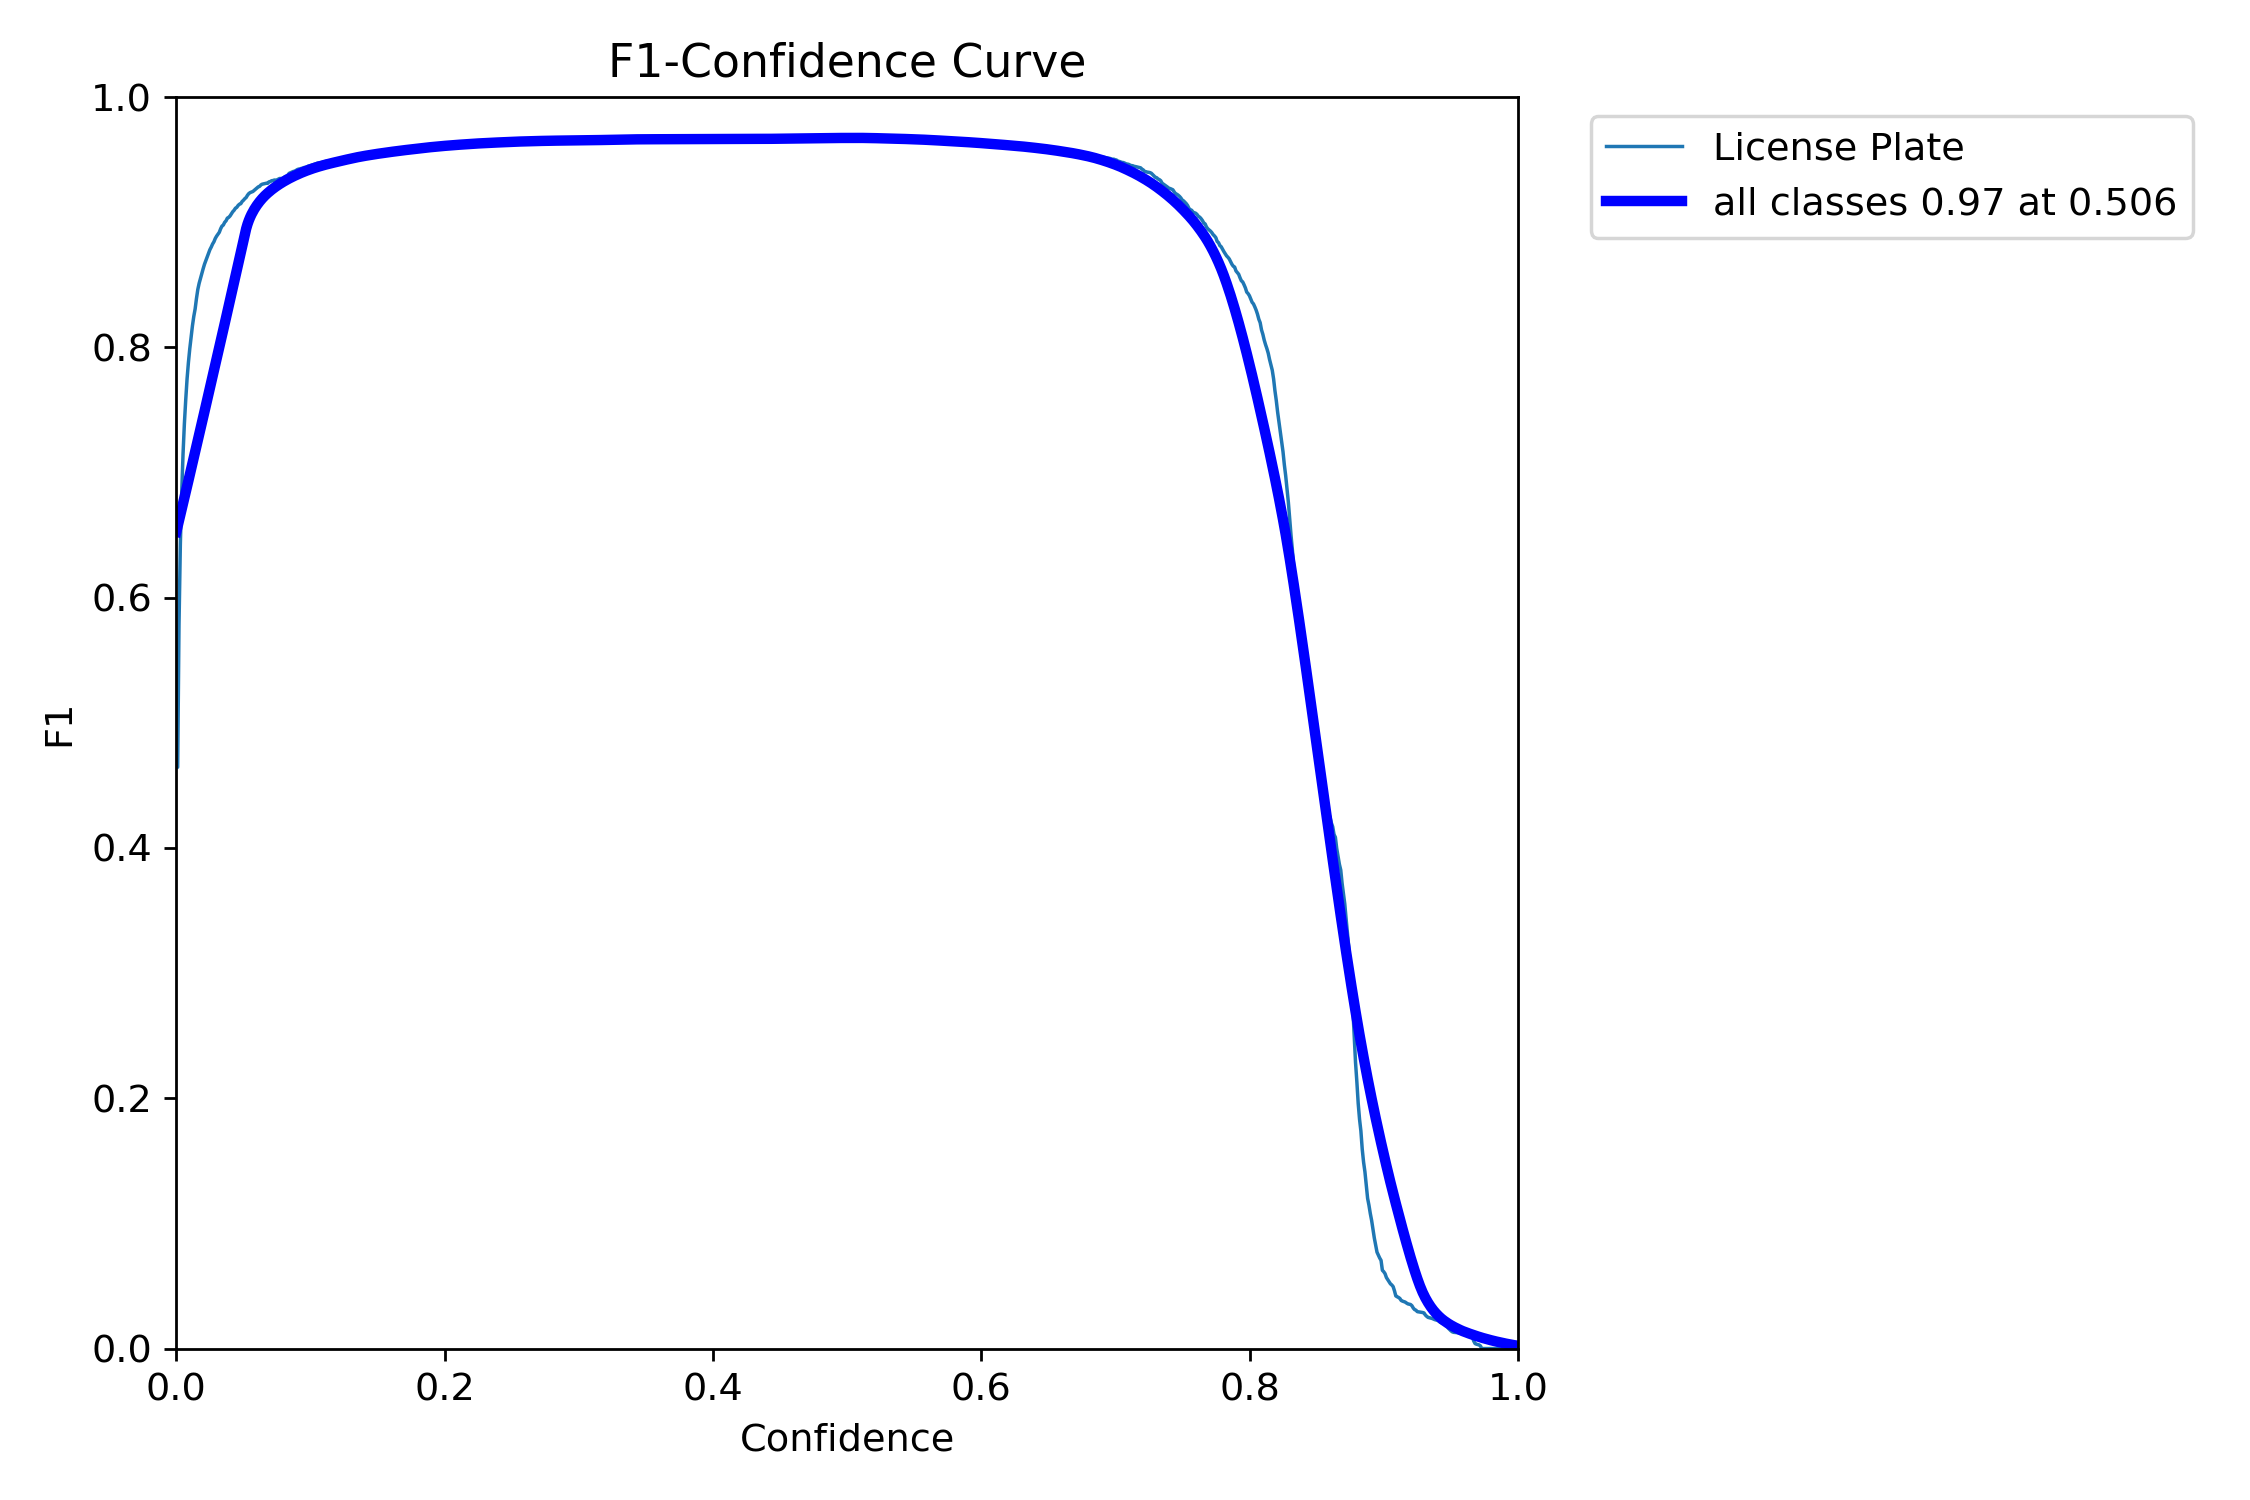 F1-Confidence Curve
1.0
0.8
0.6
0.4
0.2
0.0
F1
0.0 0.2 0.4 0.6 0.8 1.0
Confidence
License Plate
all classes 0.97 at 0.506